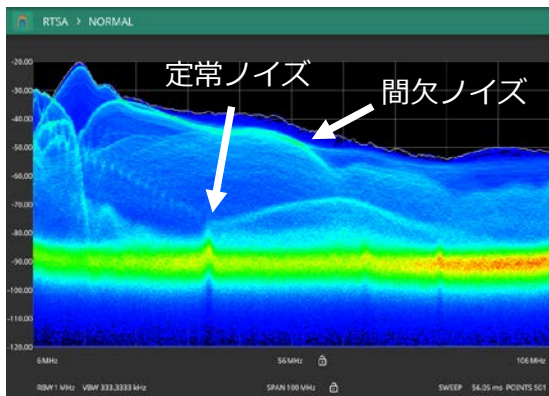 RTSA > NORMAL
定常ノイズ
間欠ノイズ
-20.00
-30.00
-40.00
-50.00
-60.00
-70.00
-80.00
-90.00
-100.00
-110.00
-120.00
6 MHz 56 MHz 106 MHz
RBW 1 MHz VBW 333.3333 kHz SPAN 100 MHz SWEEP 56.05 ms POINTS 501